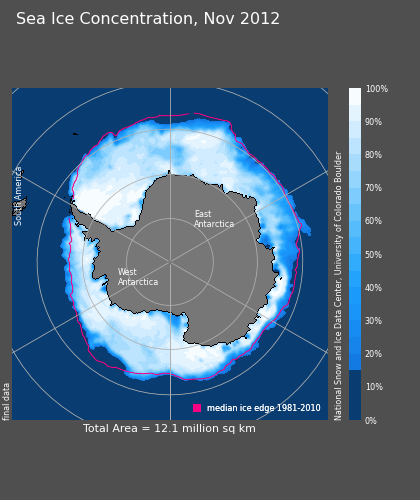 Sea Ice Concentration, Nov 2012
South America
East
Antarctica
West
Antarctica
final data
median ice edge 1981-2010
Total Area = 12.1 million sq km
National Snow and Ice Data Center, University of Colorado Boulder
100%
90%
80%
70%
60%
50%
40%
30%
20%
10%
0%